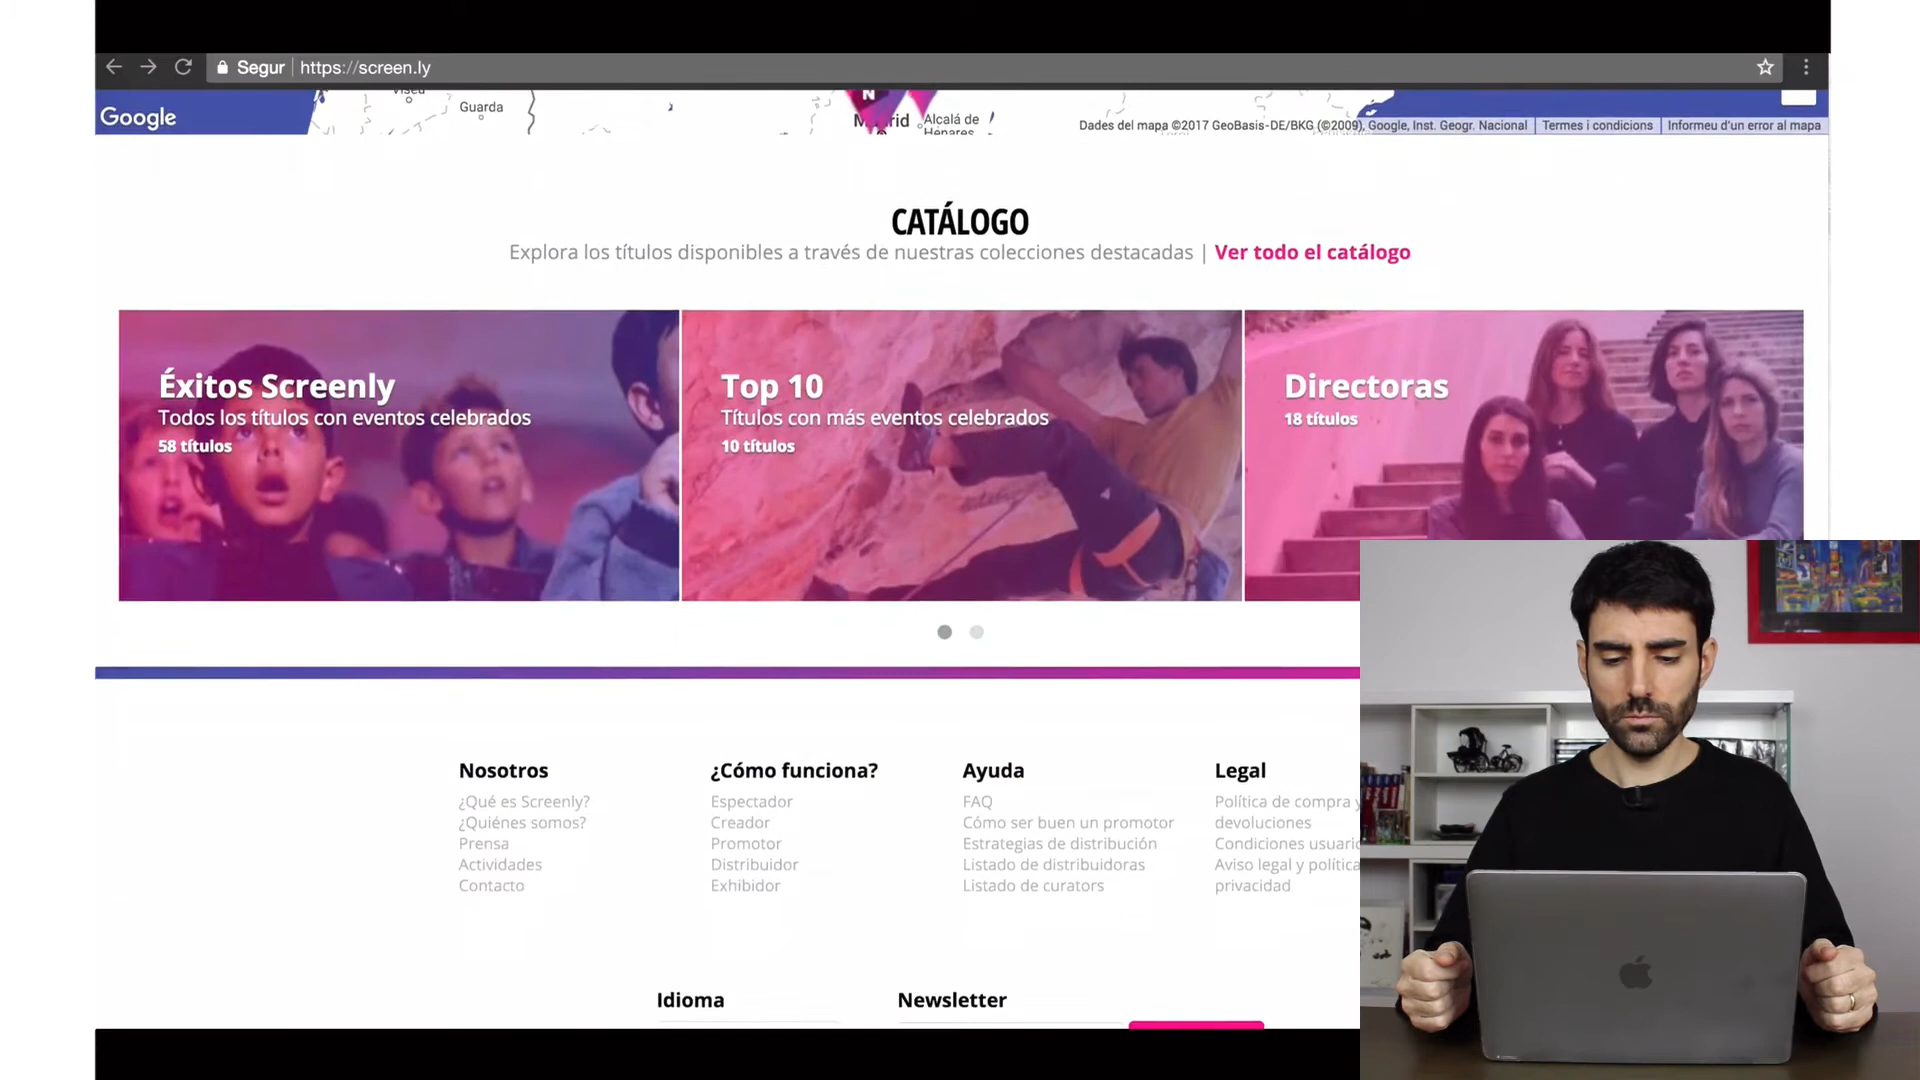 Segur | https://screen.ly
Google
Guarda
N
Alcalá de
Henares
Dades del mapa ©2017 GeoBasis-DE/BKG (©2009), Google, Inst. Geogr. Nacional
Termes i condicions
Informeu d'un error al mapa
CATÁLOGO
Explora los títulos disponibles a través de nuestras colecciones destacadas | Ver todo el catálogo
Éxitos Screenly
Todos los títulos con eventos celebrados
58 títulos
Top 10
Títulos con más eventos celebrados
10 títulos
Directoras
18 títulos
Nosotros
¿Qué es Screenly?
¿Quiénes somos?
Prensa
Actividades
Contacto
¿Cómo funciona?
Espectador
Creador
Promotor
Distribuidor
Exhibidor
Ayuda
FAQ
Cómo ser buen un promotor
Estrategias de distribución
Listado de distribuidoras
Listado de curators
Legal
Política de compra y
devoluciones
Condiciones usuario
Aviso legal y política
privacidad
Idioma
Newsletter